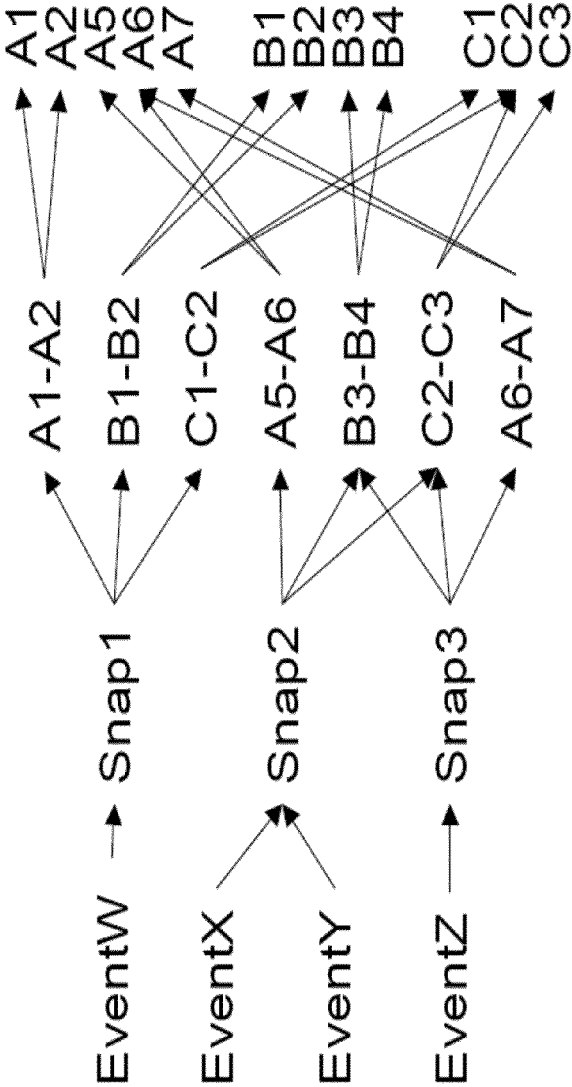 A1
A2
A5
A6
A7
B1
B2
B3
B4
C1
C2
C3
A1-A2
B1-B2
C1-C2
A5-A6
B3-B4
C2-C3
A6-A7
Snap1
Snap2
Snap3
EventW
EventX
EventY
EventZ